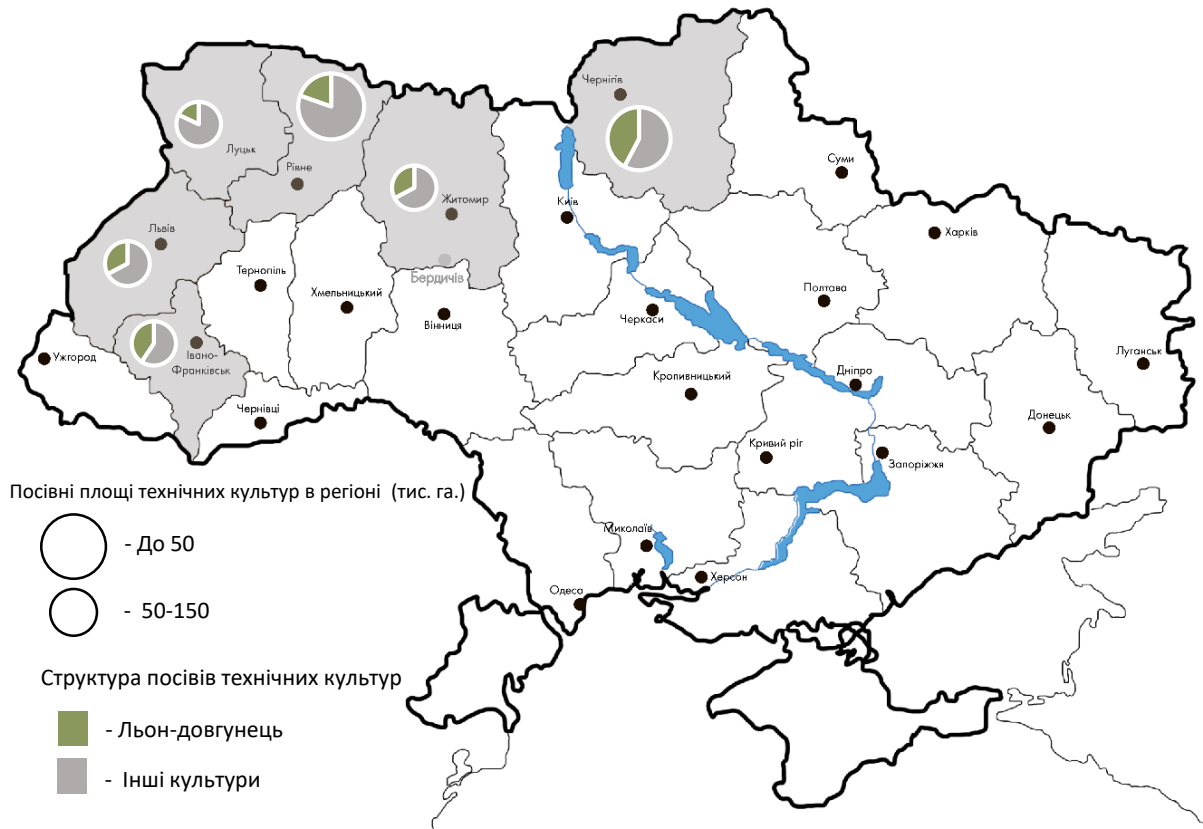 Чернігів
Луцьк
Рівне
Суми
Житомир
Київ
Львів
Харків
Бердичів
Тернопіль
Хмельницький
Полтава
Вінниця
Черкаси
Ужгород
Івано-
Франківськ
Луганськ
Кропивницький
Дніпро
Чернівці
Донецьк
Кривий ріг
Запоріжжя
Посівні площі технічних культур в регіоні (тис. га.)
- До 50
Миколаїв
Херсон
Одеса
- 50-150
Структура посівів технічних культур
- Льон-довгунець
- Інші культури